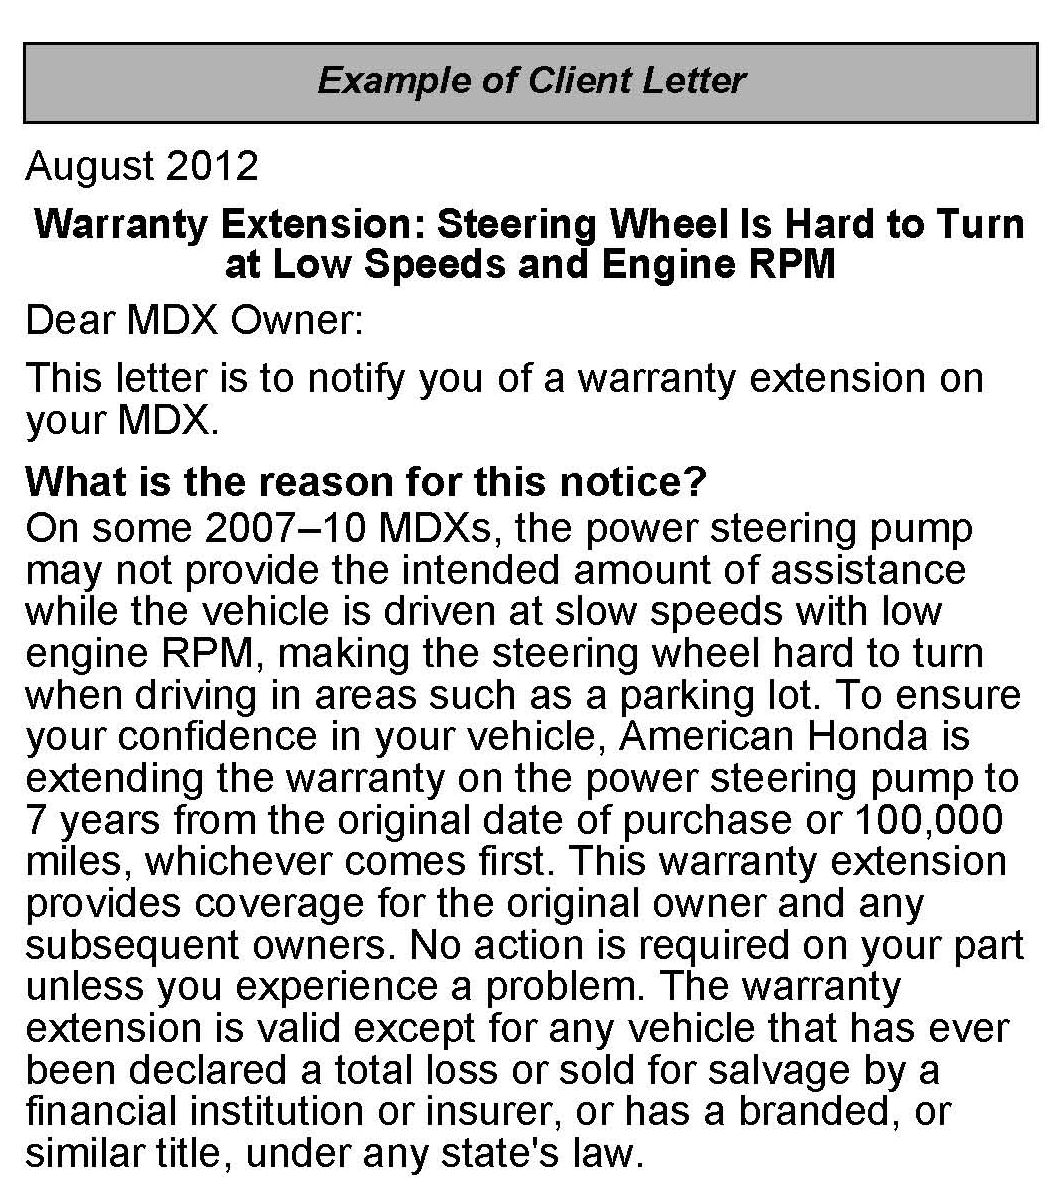 Example of Client Letter
August 2012
Warranty Extension: Steering Wheel Is Hard to Turn
at Low Speeds and Engine RPM
Dear MDX Owner:
This letter is to notify you of a warranty extension on
your MDX.
What is the reason for this notice?
On some 2007–10 MDXs, the power steering pump
may not provide the intended amount of assistance
while the vehicle is driven at slow speeds with low
engine RPM, making the steering wheel hard to turn
when driving in areas such as a parking lot. To ensure
your confidence in your vehicle, American Honda is
extending the warranty on the power steering pump to
7 years from the original date of purchase or 100,000
miles, whichever comes first. This warranty extension
provides coverage for the original owner and any
subsequent owners. No action is required on your part
unless you experience a problem. The warranty
extension is valid except for any vehicle that has ever
been declared a total loss or sold for salvage by a
financial institution or insurer, or has a branded, or
similar title, under any state's law.